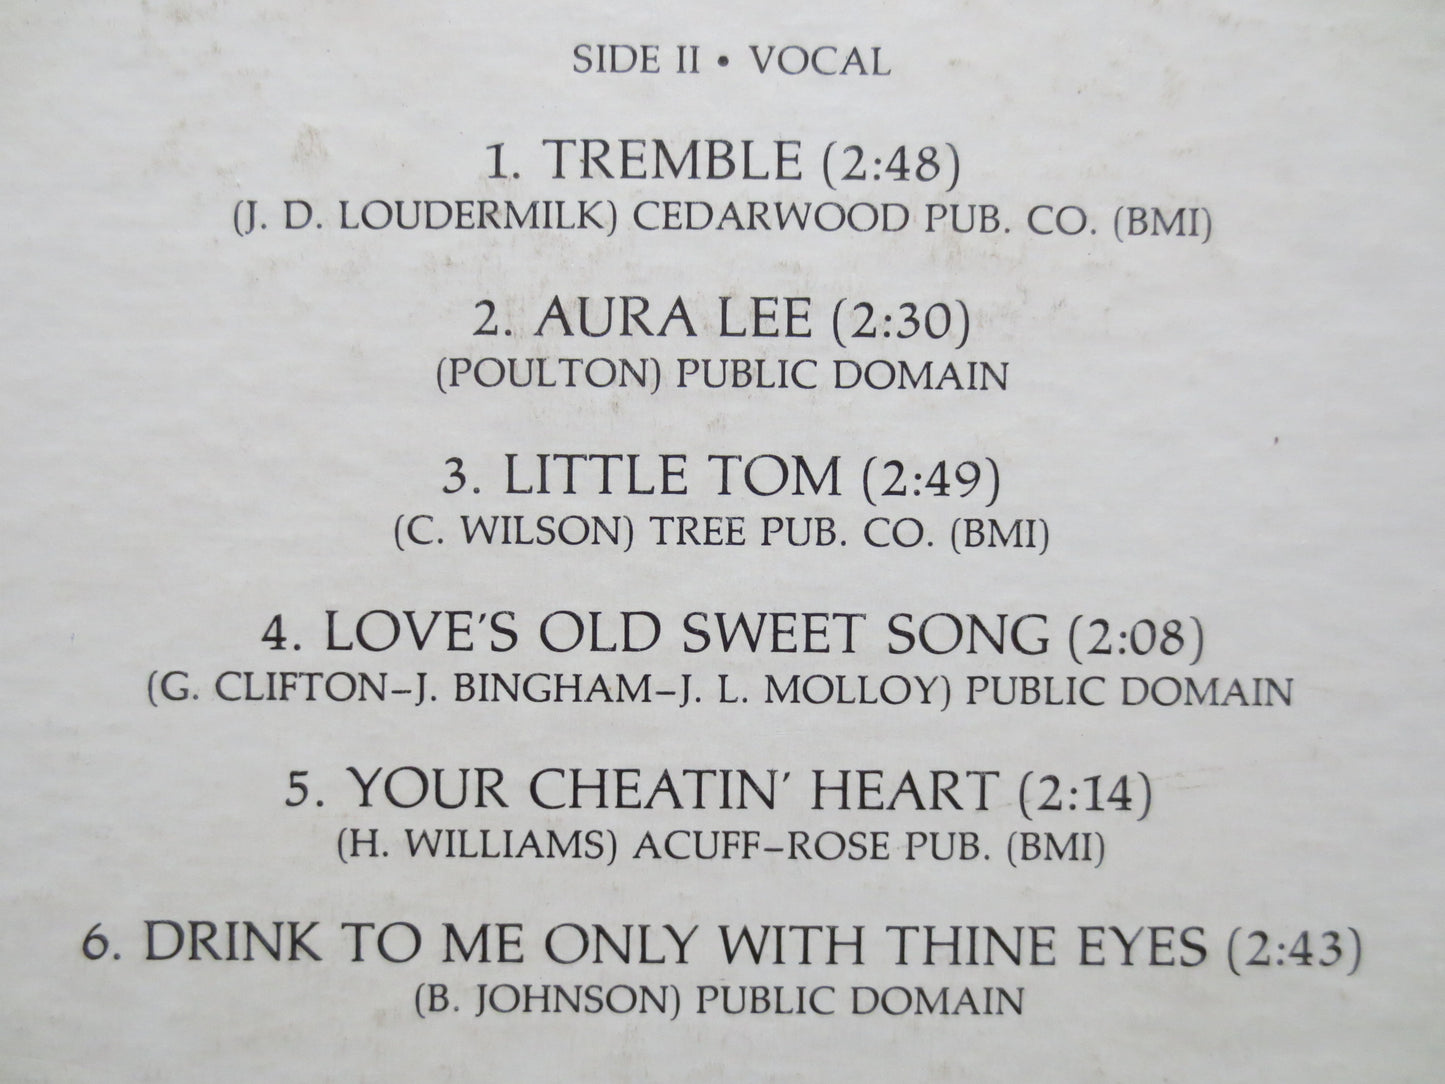 SIDE II • VOCAL
1. TREMBLE (2:48)
(J. D. LOUDERMILK) CEDARWOOD PUB. CO. (BMI)
2. AURA LEE (2:30)
(POULTON) PUBLIC DOMAIN
3. LITTLE TOM (2:49)
(C. WILSON) TREE PUB. CO. (BMI)
4. LOVE'S OLD SWEET SONG (2:08)
(G. CLIFTON–J. BINGHAM–J. L. MOLLOY) PUBLIC DOMAIN
5. YOUR CHEATIN' HEART (2:14)
(H. WILLIAMS) ACUFF–ROSE PUB. (BMI)
6. DRINK TO ME ONLY WITH THINE EYES (2:43)
(B. JOHNSON) PUBLIC DOMAIN